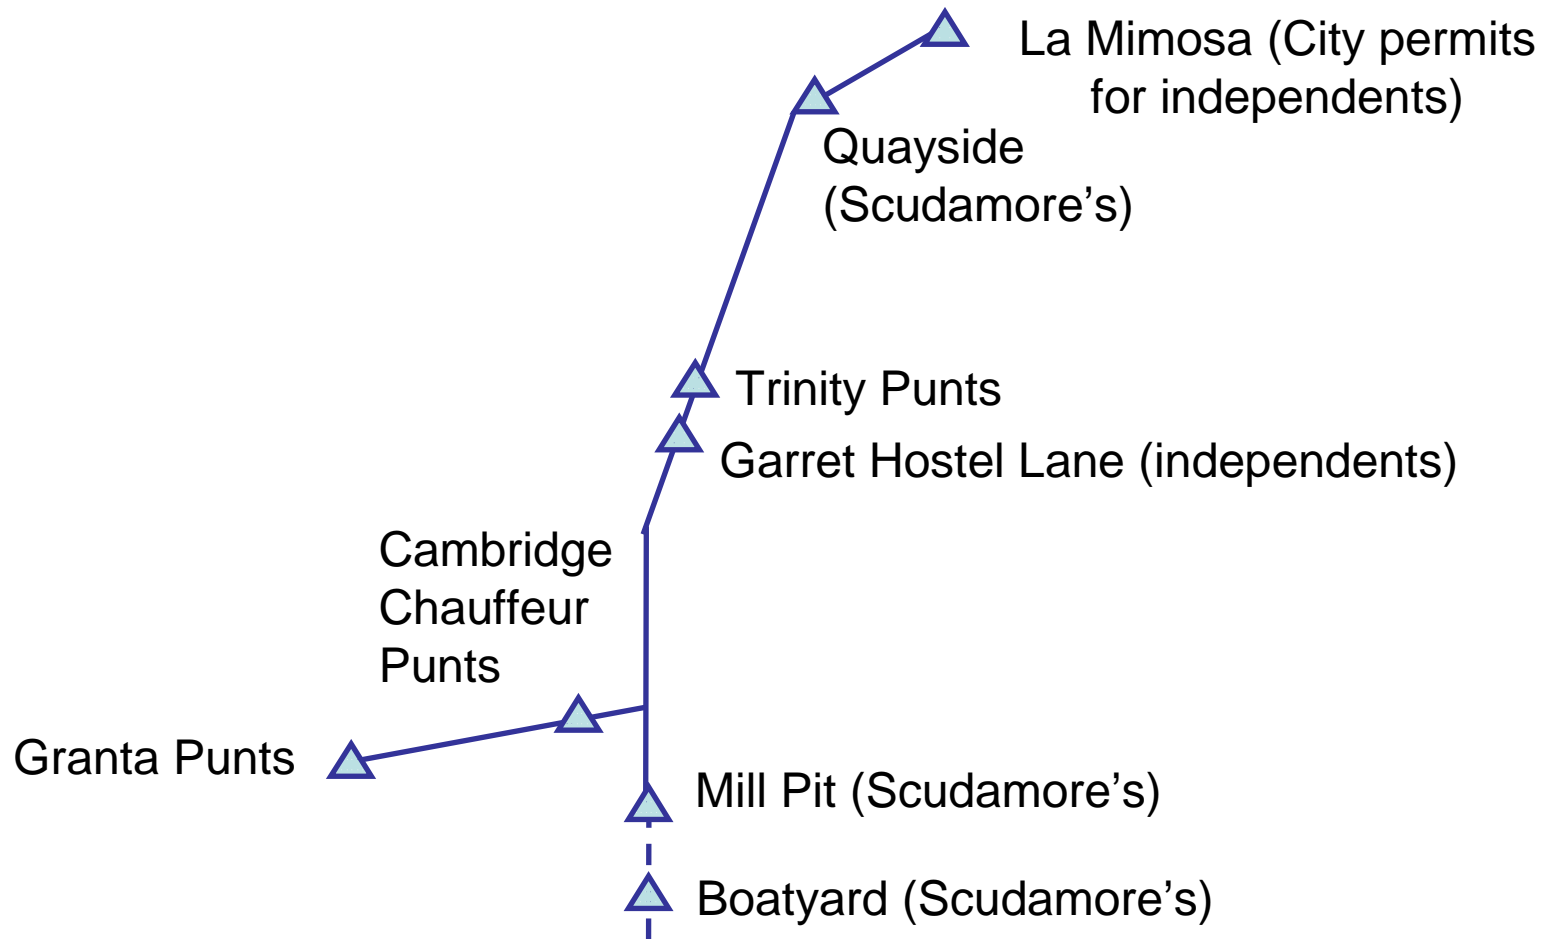 La Mimosa (City permits
for independents)
Quayside
(Scudamore’s)
Trinity Punts
Garret Hostel Lane (independents)
Cambridge
Chauffeur
Punts
Granta Punts
Mill Pit (Scudamore’s)
Boatyard (Scudamore’s)